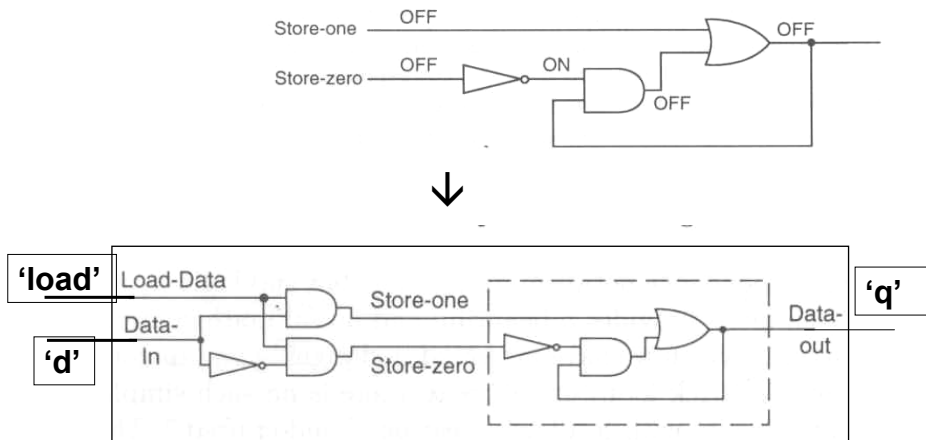 Store-one OFF OFF
Store-zero OFF ON
OFF
'load' Load-Data Store-one 'q'
Data-In Data-out
'd' Store-zero